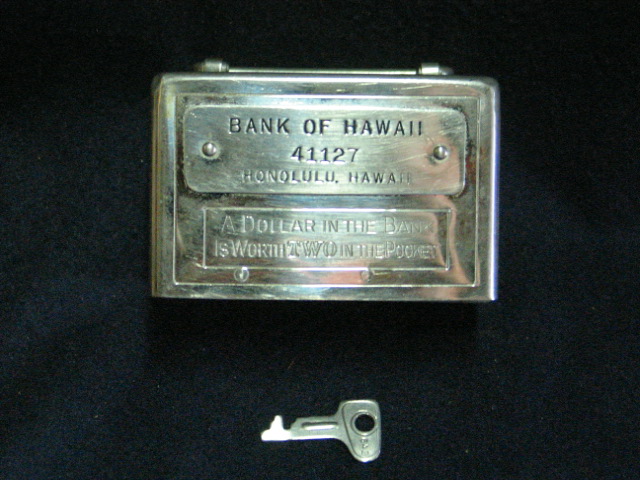 BANK OF HAWAII
41127
HONOLULU, HAWAII
A DOLLAR IN THE BANK
IS WORTH TWO IN THE POCKET